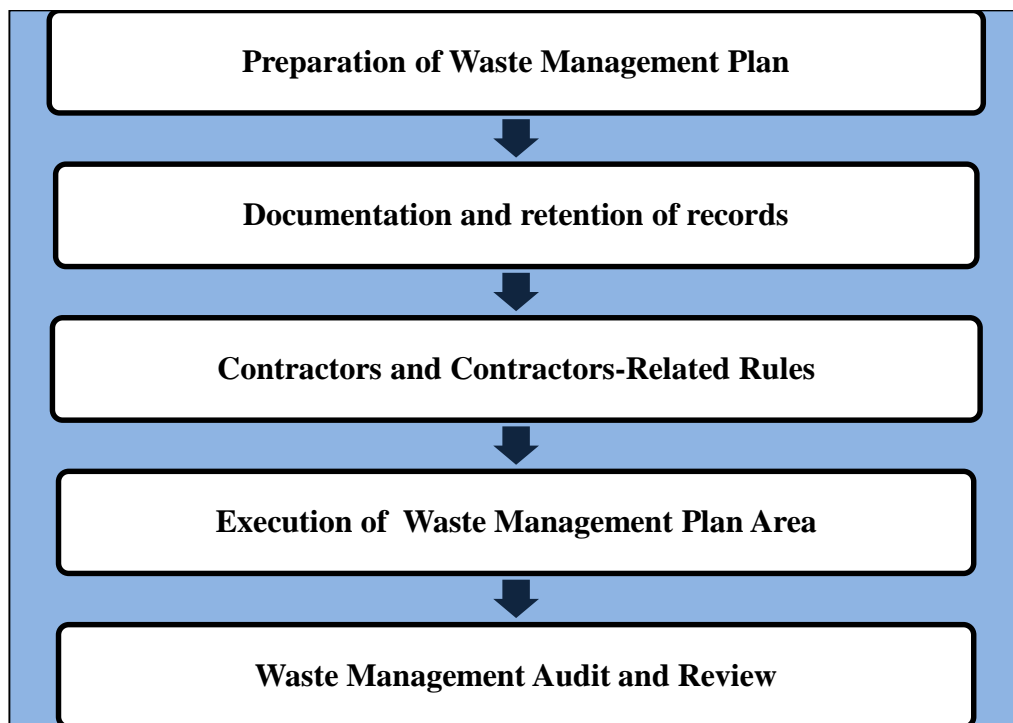 Preparation of Waste Management Plan
Documentation and retention of records
Contractors and Contractors-Related Rules
Execution of  Waste Management Plan Area
Waste Management Audit and Review